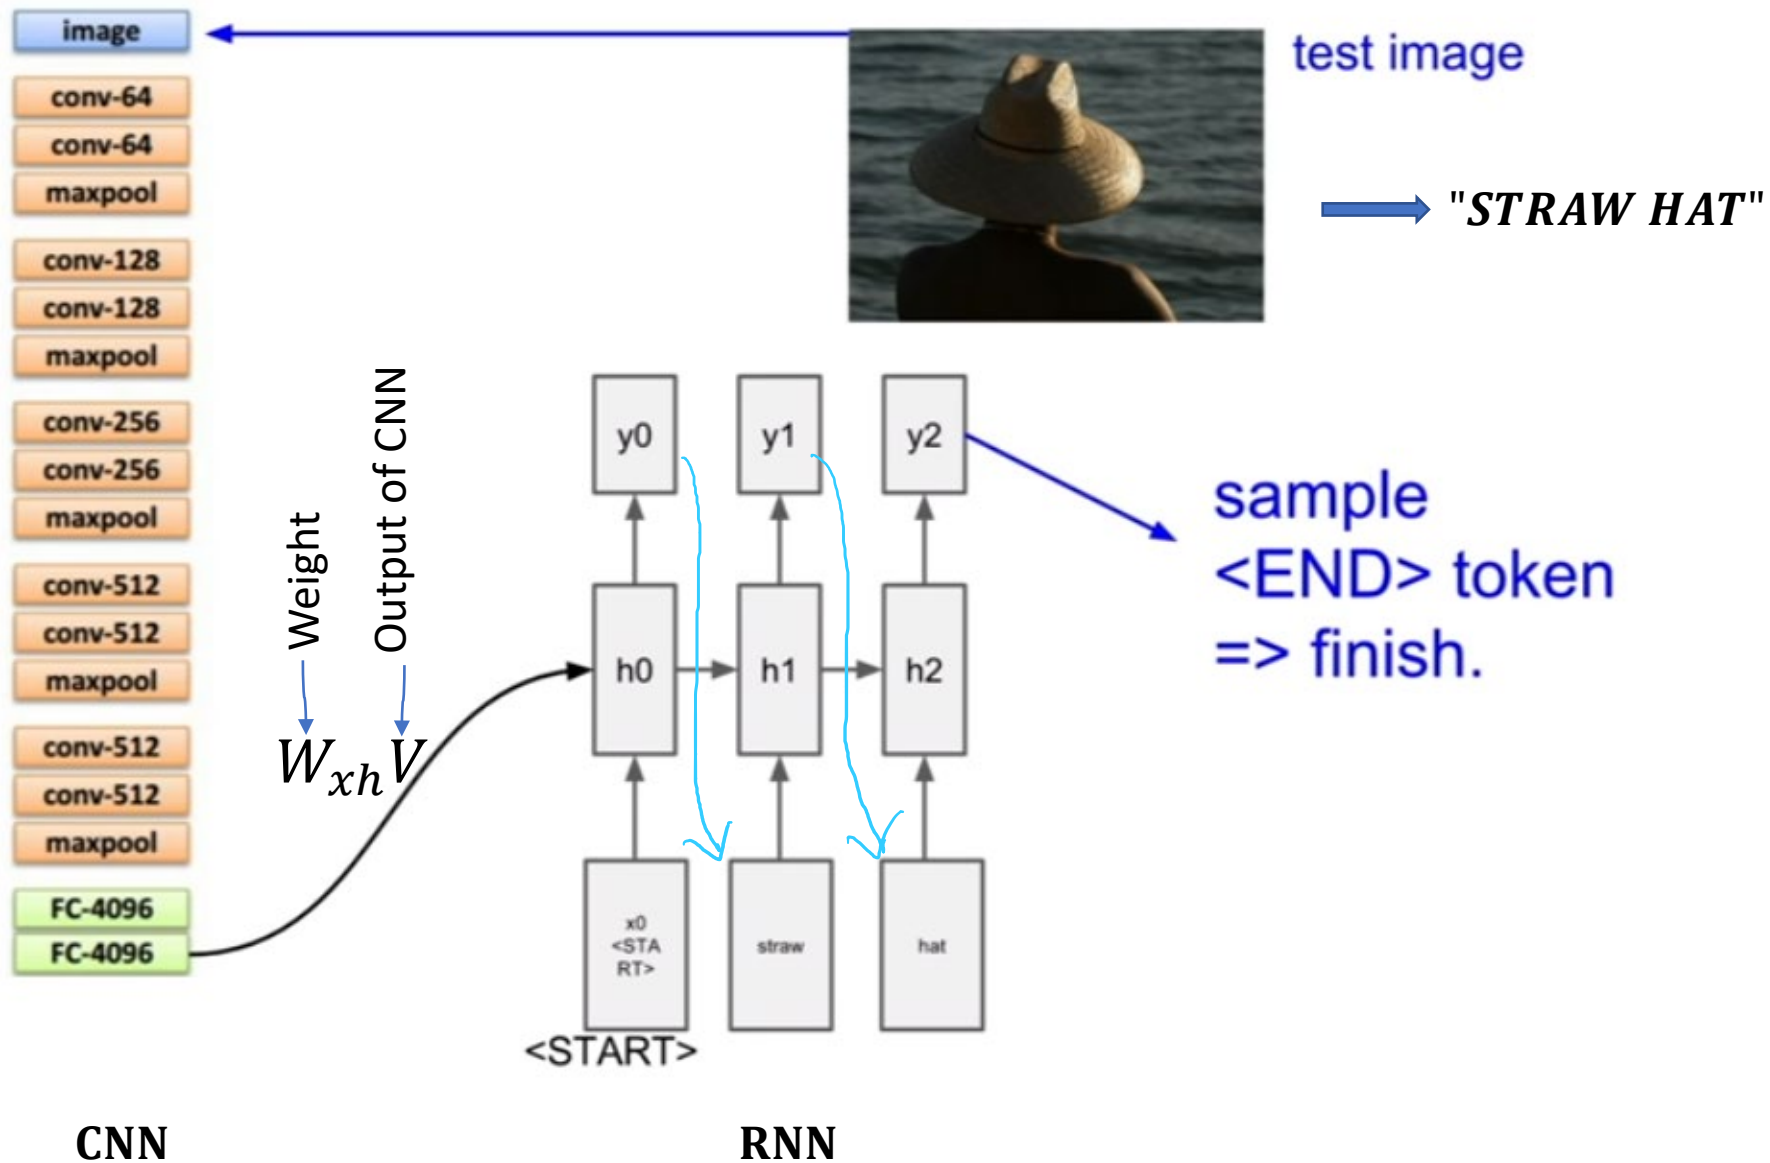 image
conv-64
conv-64
maxpool
conv-128
conv-128
maxpool
conv-256
conv-256
maxpool
conv-512
conv-512
maxpool
conv-512
conv-512
maxpool
FC-4096
FC-4096
CNN
Weight
Output of CNN
W_{xh}V
test image
"STRAW HAT"
y0
y1
y2
h0
h1
h2
x0
<STA
RT>
straw
hat
<START>
RNN
sample
<END> token
=> finish.